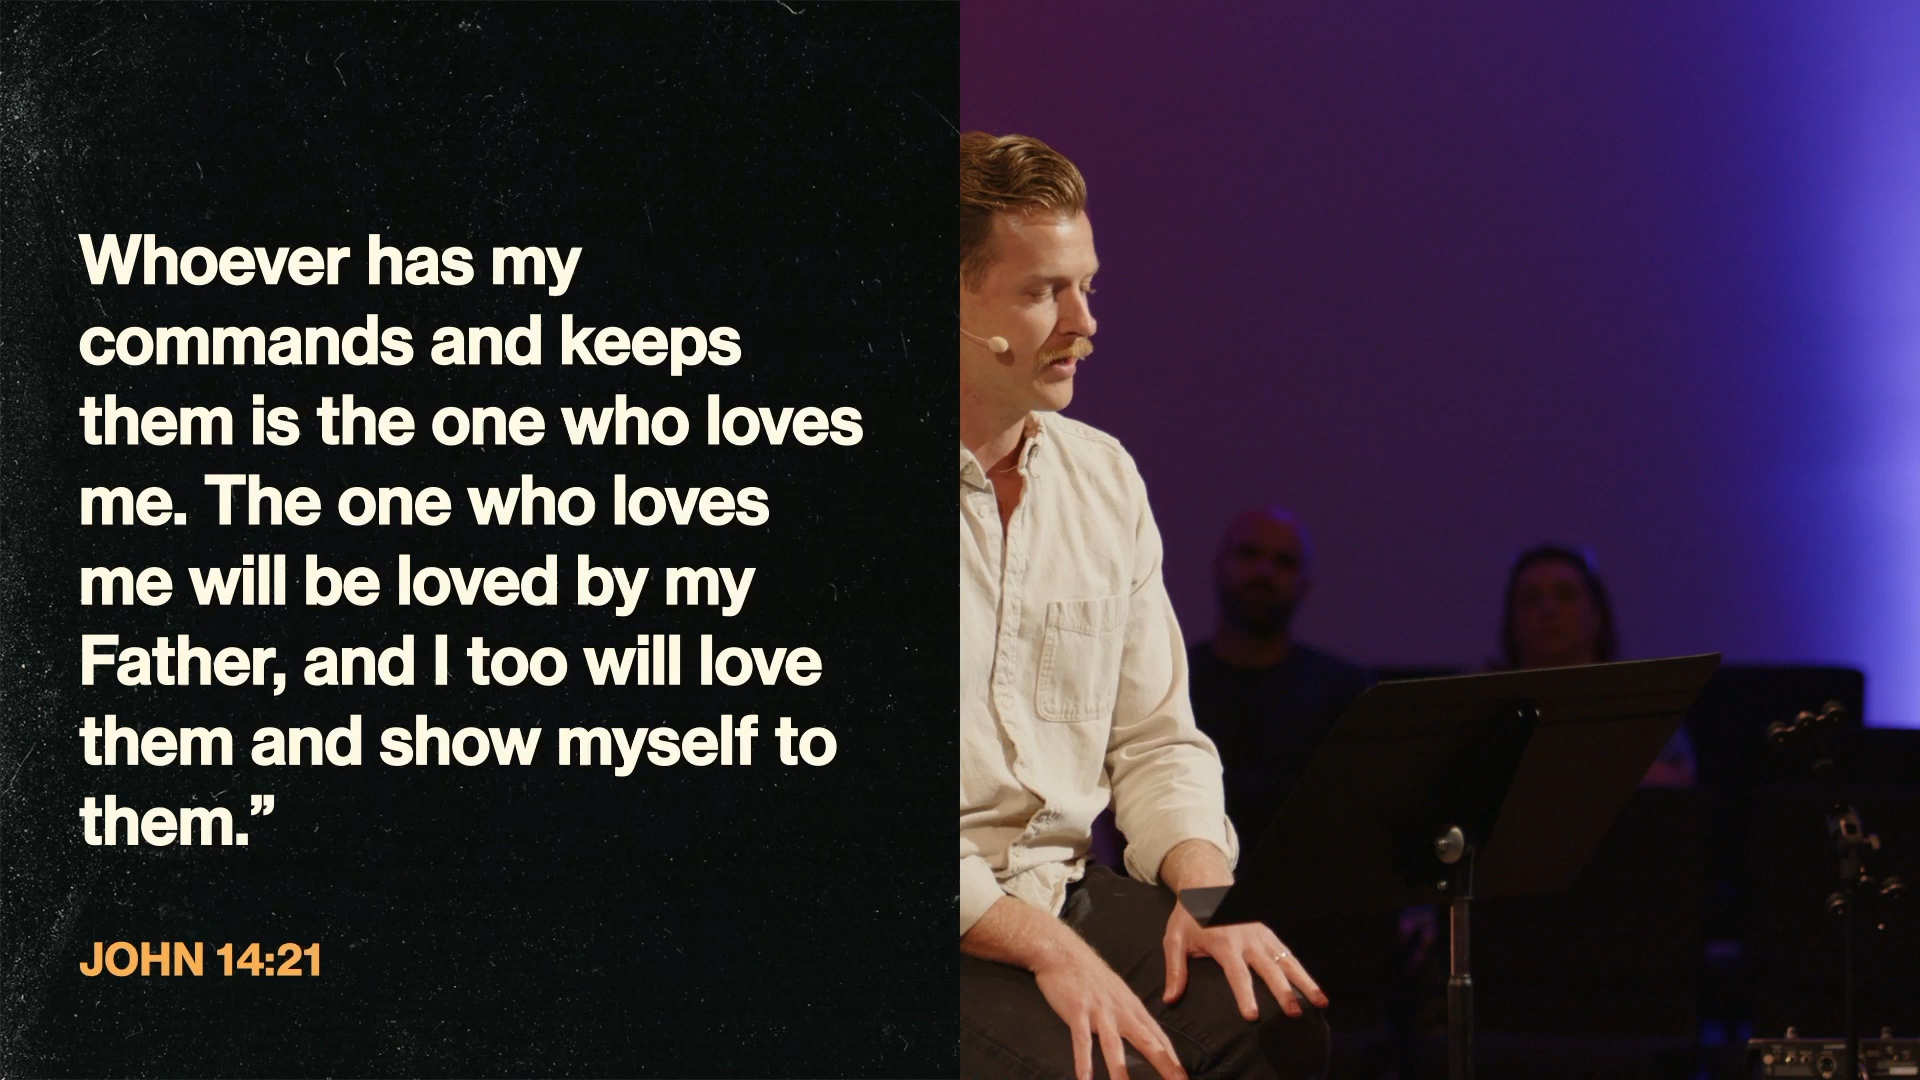 Whoever has my
commands and keeps
them is the one who loves
me. The one who loves
me will be loved by my
Father, and I too will love
them and show myself to
them.”
JOHN 14:21